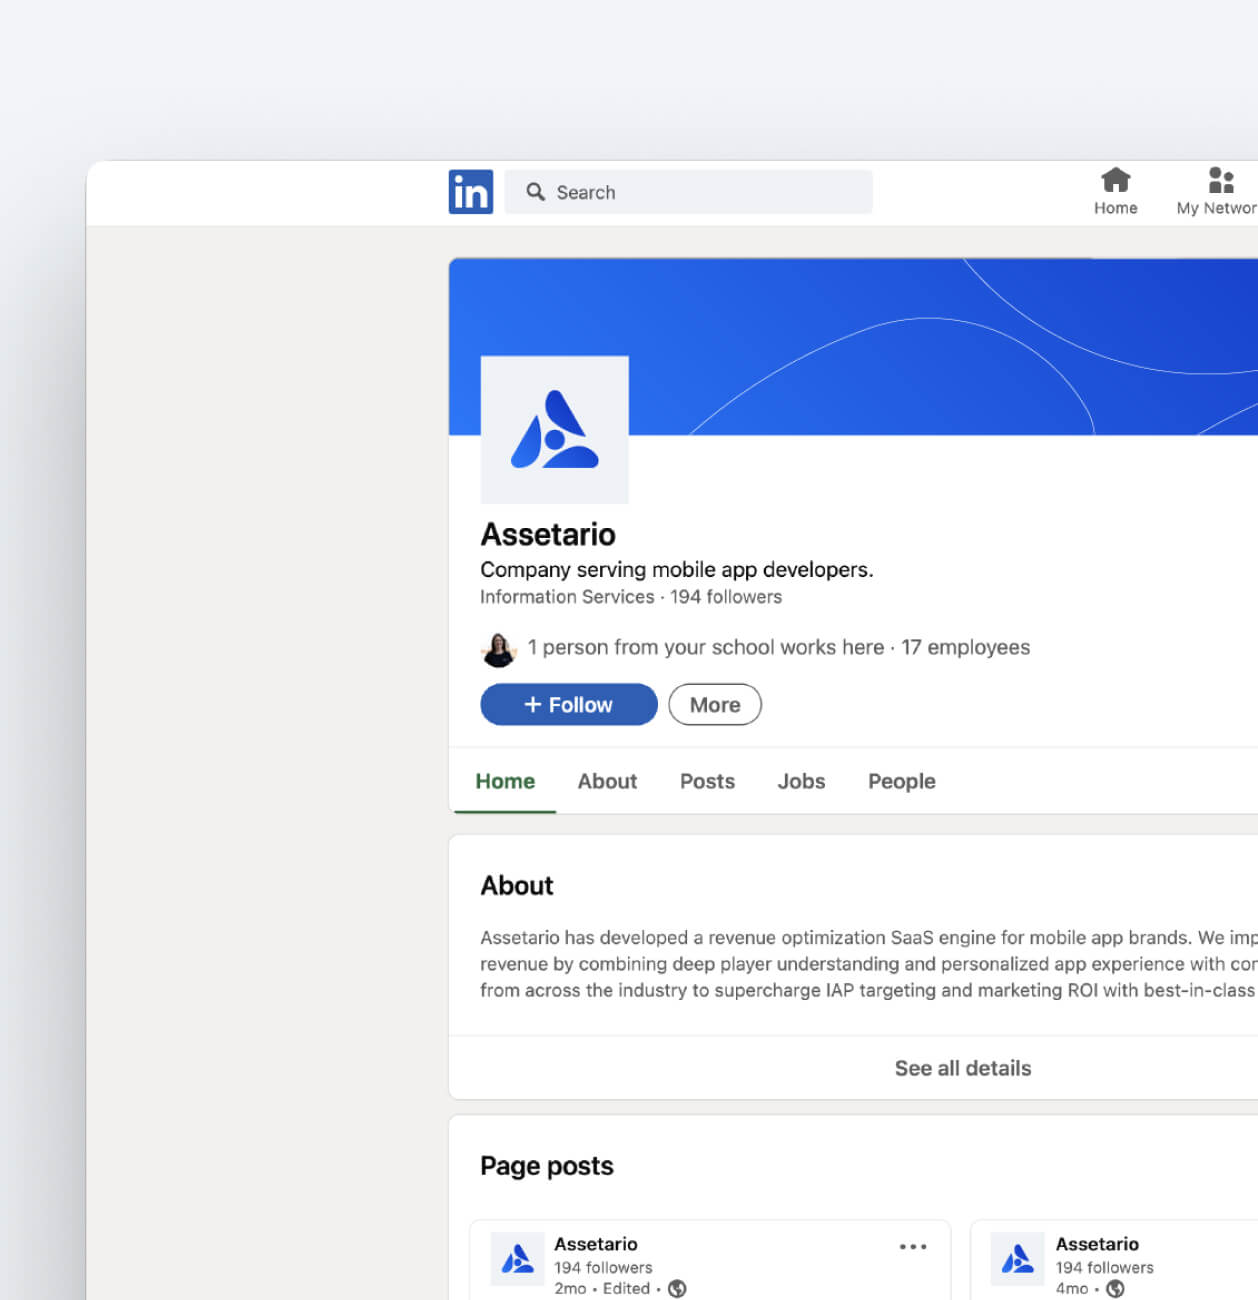 in
Search
Home
My Networ
Assetario
Company serving mobile app developers.
Information Services · 194 followers
1 person from your school works here · 17 employees
+ Follow
More
Home
About
Posts
Jobs
People
About
Assetario has developed a revenue optimization SaaS engine for mobile app brands. We imp
revenue by combining deep player understanding and personalized app experience with cor
from across the industry to supercharge IAP targeting and marketing ROI with best-in-class
See all details
Page posts
Assetario
194 followers
2mo • Edited •
Assetario
194 followers
4mo •